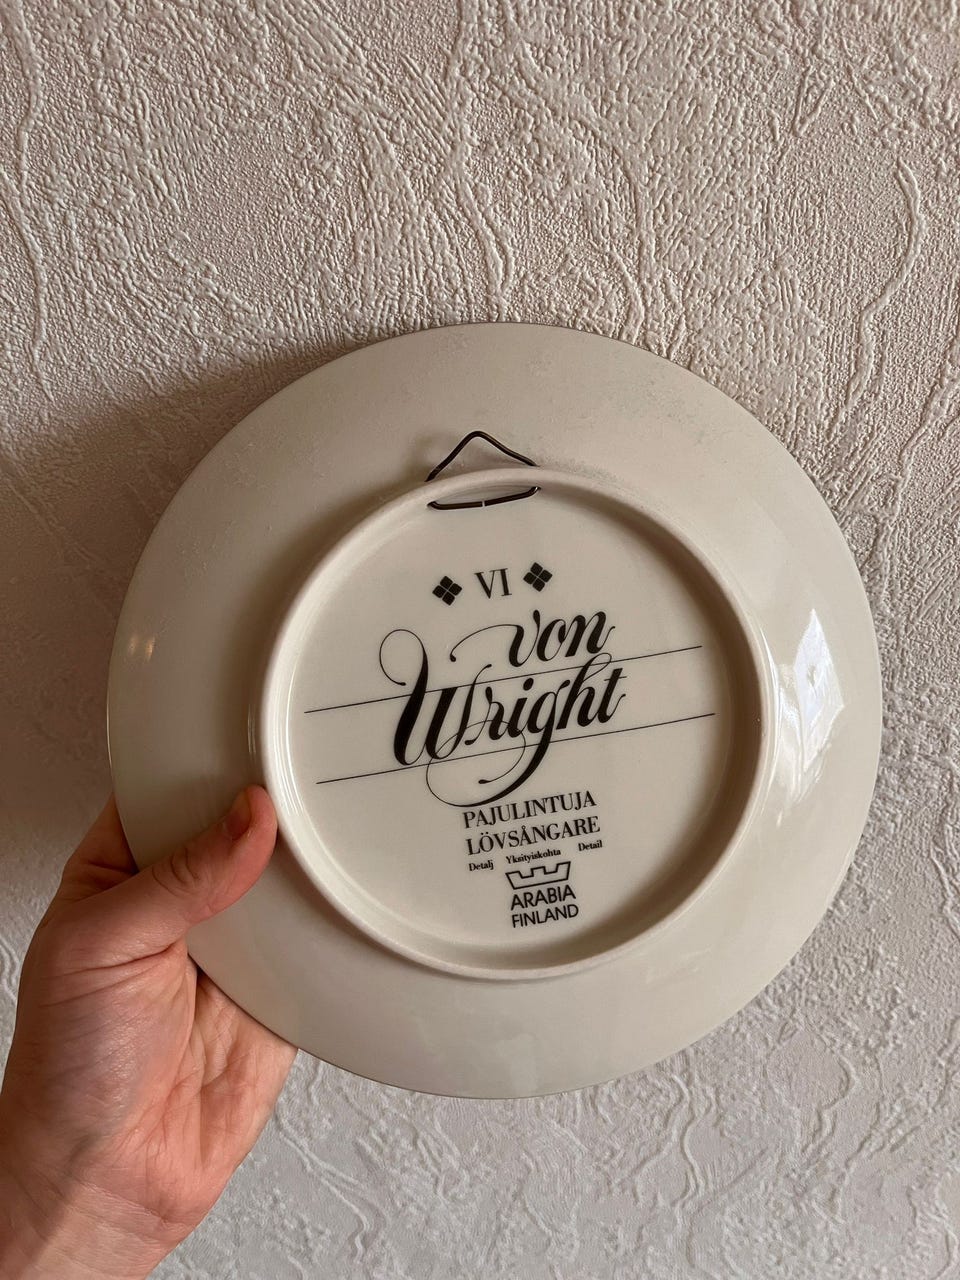 VI
von
Wright
PAJULINTUJA
LÖVSÅNGARE
Detalj Yksityiskohta Detail
ARABIA
FINLAND